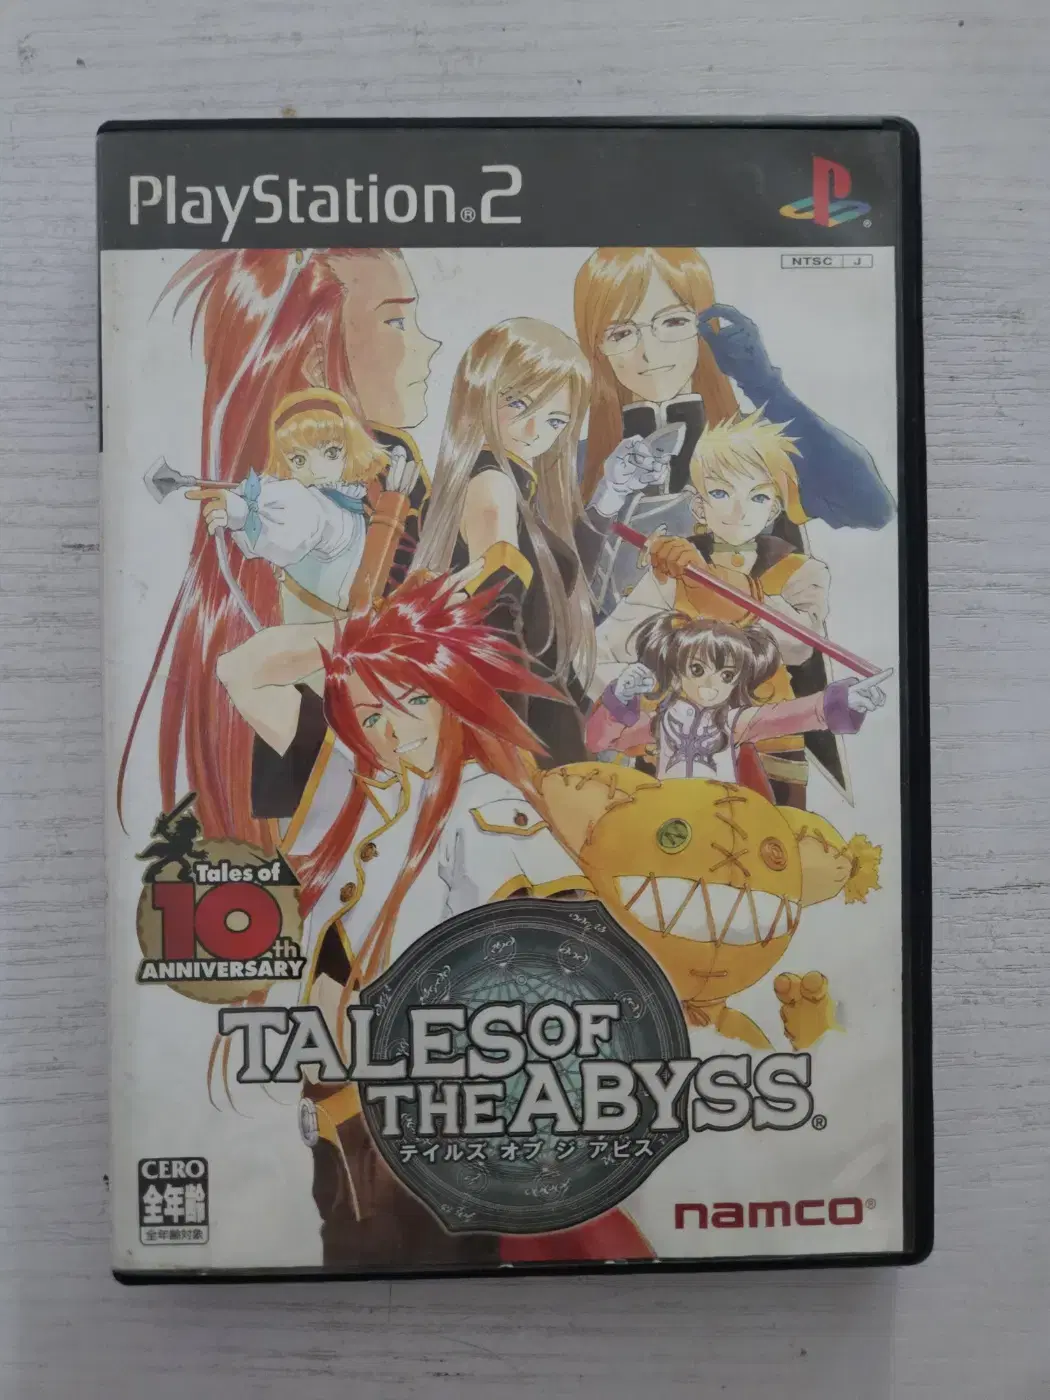 PlayStation®2
NTSC J
Tales of
10th
ANNIVERSARY
TALES OF
THE ABYSS®
テイルズ オブ ジ アビス
CERO
全年齢
全年齢対象
namco®